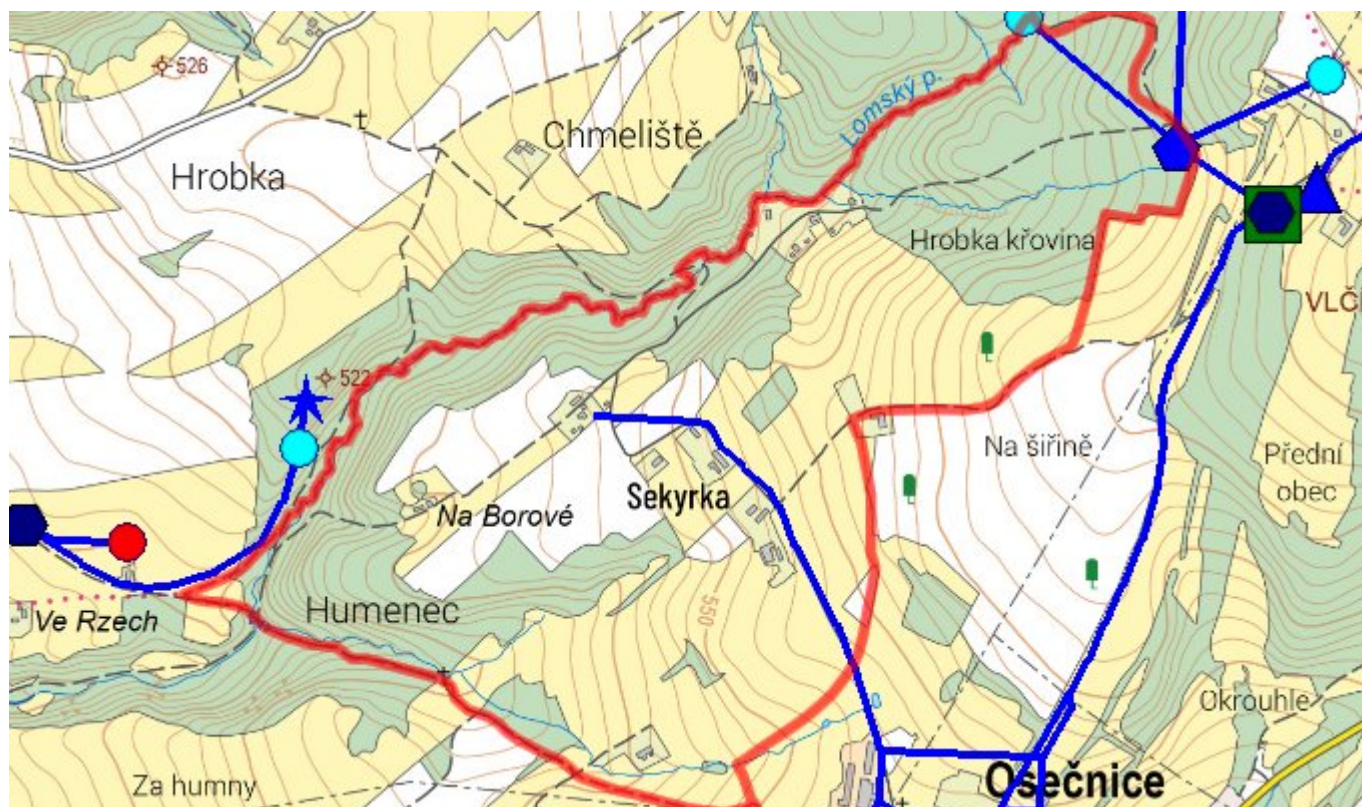 526
Lomský p.
Chmeliště
Hrobka
Hrobka křovina
VLČ
522
Na šiřině
Přední
obec
Sekyrka
Na Borové
Humenec
Ve Rzech
550
Okrouhle
Osečnice
Za humny